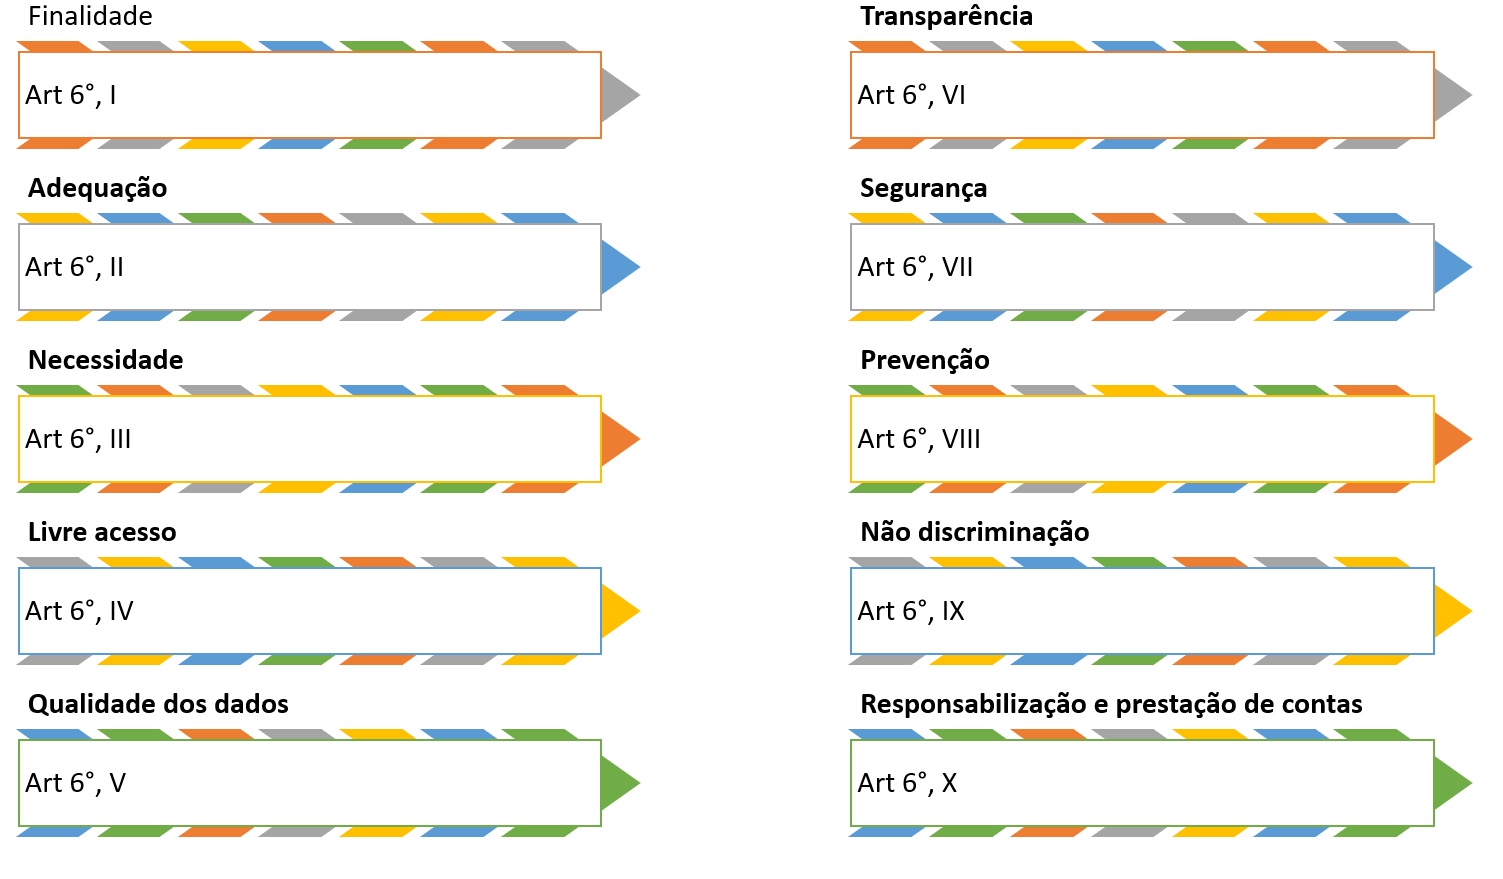 Finalidade
Art 6°, I
Adequação
Art 6°, II
Necessidade
Art 6°, III
Livre acesso
Art 6°, IV
Qualidade dos dados
Art 6°, V
Transparência
Art 6°, VI
Segurança
Art 6°, VII
Prevenção
Art 6°, VIII
Não discriminação
Art 6°, IX
Responsabilização e prestação de contas
Art 6°, X